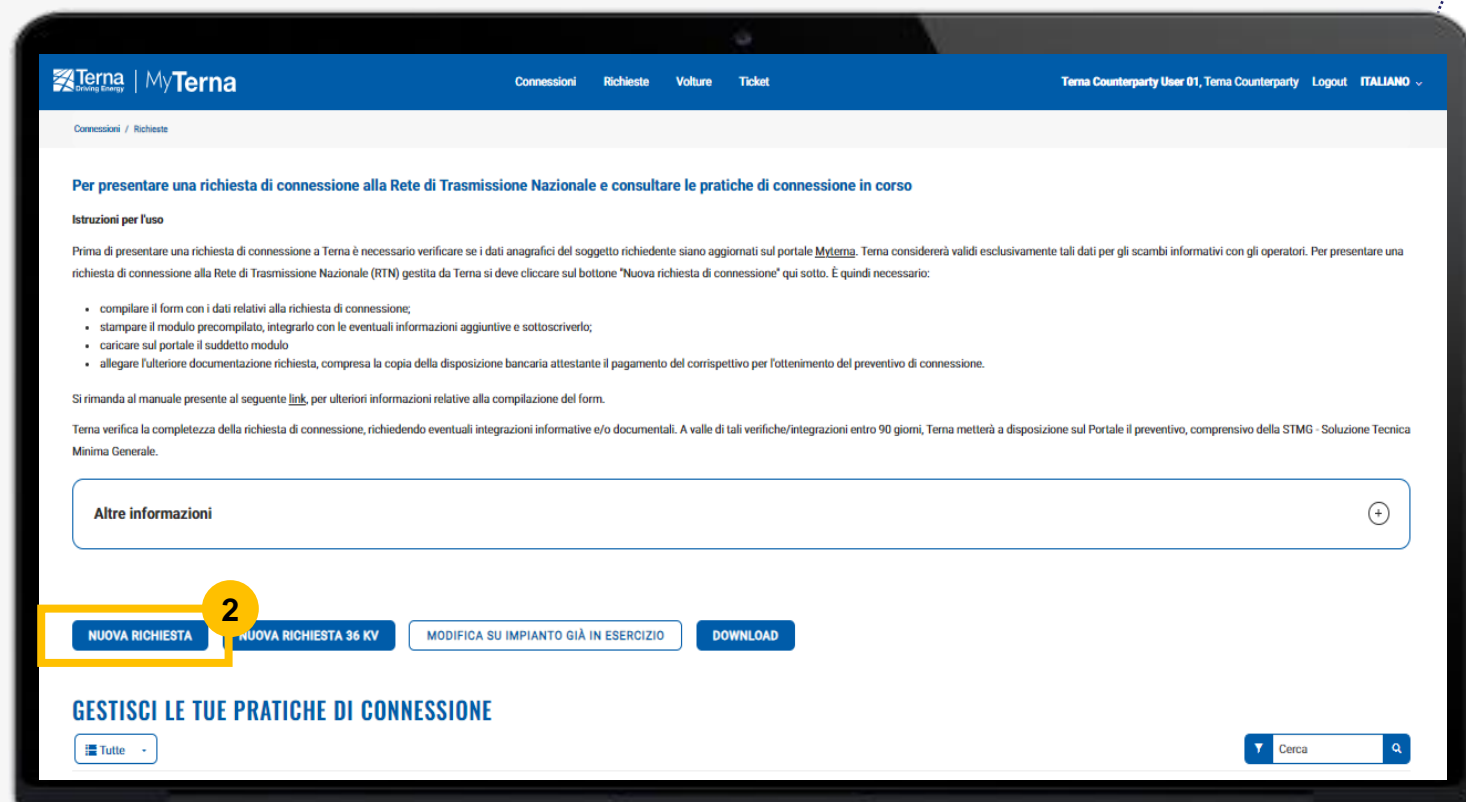 Terna Driving Energy | MyTerna
Connessioni Richieste Volture Ticket
Terna Counterparty User 01, Terna Counterparty Logout ITALIANO
Connessioni / Richieste
Per presentare una richiesta di connessione alla Rete di Trasmissione Nazionale e consultare le pratiche di connessione in corso
Istruzioni per l'uso
Prima di presentare una richiesta di connessione a Terna è necessario verificare se i dati anagrafici del soggetto richiedente siano aggiornati sul portale Myterna. Terna considererà validi esclusivamente tali dati per gli scambi informativi con gli operatori. Per presentare una
richiesta di connessione alla Rete di Trasmissione Nazionale (RTN) gestita da Terna si deve cliccare sul bottone "Nuova richiesta di connessione" qui sotto. È quindi necessario:
• compilare il form con i dati relativi alla richiesta di connessione;
• stampare il modulo precompilato, integrarlo con le eventuali informazioni aggiuntive e sottoscriverlo;
• caricare sul portale il suddetto modulo
• allegare l'ulteriore documentazione richiesta, compresa la copia della disposizione bancaria attestante il pagamento del corrispettivo per l'ottenimento del preventivo di connessione.
Si rimanda al manuale presente al seguente link, per ulteriori informazioni relative alla compilazione del form.
Terna verifica la completezza della richiesta di connessione, richiedendo eventuali integrazioni informative e/o documentali. A valle di tali verifiche/integrazioni entro 90 giorni, Terna metterà a disposizione sul Portale il preventivo, comprensivo della STMG - Soluzione Tecnica
Minima Generale.
Altre informazioni
2
NUOVA RICHIESTA NUOVA RICHIESTA 36 KV MODIFICA SU IMPIANTO GIÀ IN ESERCIZIO DOWNLOAD
GESTISCI LE TUE PRATICHE DI CONNESSIONE
Tutte
Cerca